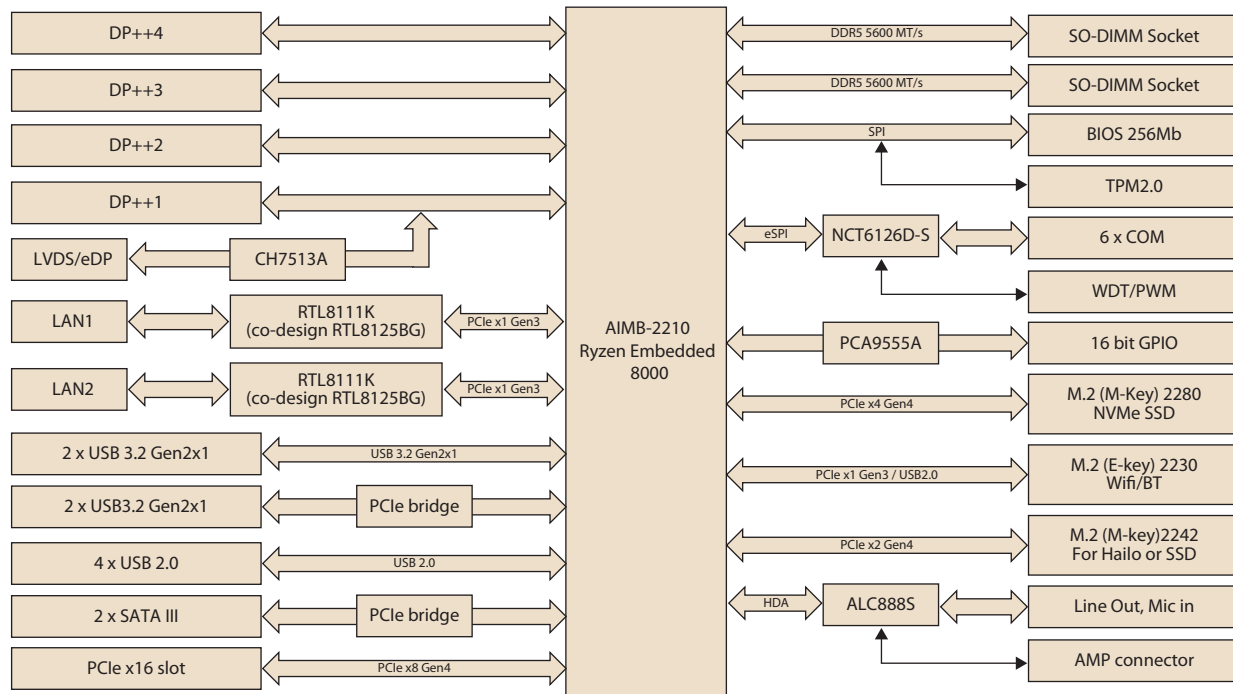 DP++4
DP++3
DP++2
DP++1
LVDS/eDP
CH7513A
LAN1
RTL8111K
(co-design RTL8125BG)
PCIe x1 Gen3
LAN2
RTL8111K
(co-design RTL8125BG)
PCIe x1 Gen3
2 x USB 3.2 Gen2x1
USB 3.2 Gen2x1
2 x USB3.2 Gen2x1
PCIe bridge
4 x USB 2.0
USB 2.0
2 x SATA III
PCIe bridge
PCIe x16 slot
PCIe x8 Gen4
AIMB-2210
Ryzen Embedded
8000
DDR5 5600 MT/s
SO-DIMM Socket
DDR5 5600 MT/s
SO-DIMM Socket
SPI
BIOS 256Mb
TPM2.0
eSPI
NCT6126D-S
6 x COM
WDT/PWM
PCA9555A
16 bit GPIO
PCIe x4 Gen4
M.2 (M-Key) 2280
NVMe SSD
PCIe x1 Gen3 / USB2.0
M.2 (E-key) 2230
Wifi/BT
PCIe x2 Gen4
M.2 (M-key)2242
For Hailo or SSD
HDA
ALC888S
Line Out, Mic in
AMP connector